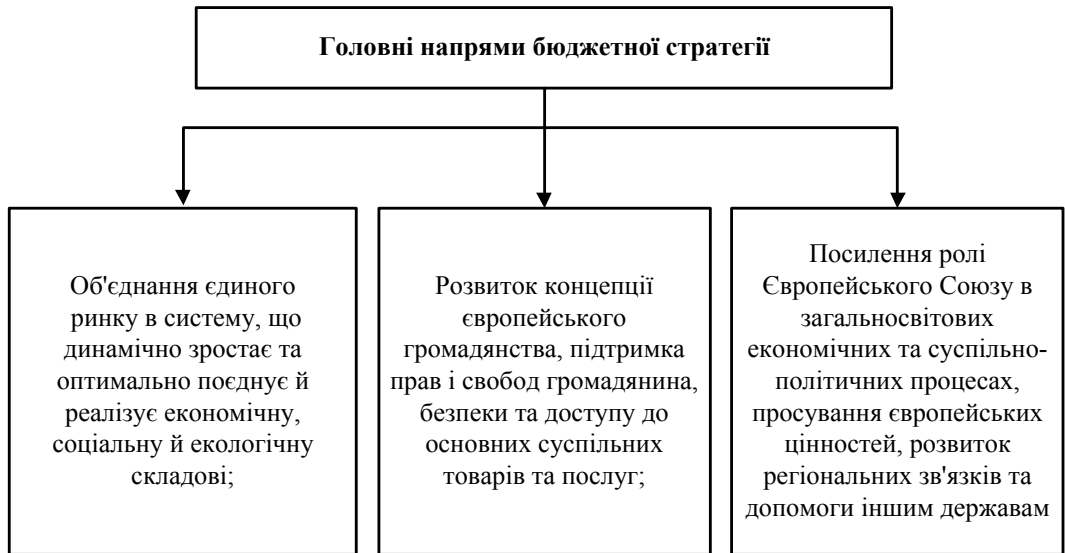 Головні напрями бюджетної стратегії
Об'єднання єдиного
ринку в систему, що
динамічно зростає та
оптимально поєднує й
реалізує економічну,
соціальну й екологічну
складові;
Розвиток концепції
європейського
громадянства, підтримка
прав і свобод громадянина,
безпеки та доступу до
основних суспільних
товарів та послуг;
Посилення ролі
Європейського Союзу в
загальносвітових
економічних та суспільно-
політичних процесах,
просування європейських
цінностей, розвиток
регіональних зв'язків та
допомоги іншим державам